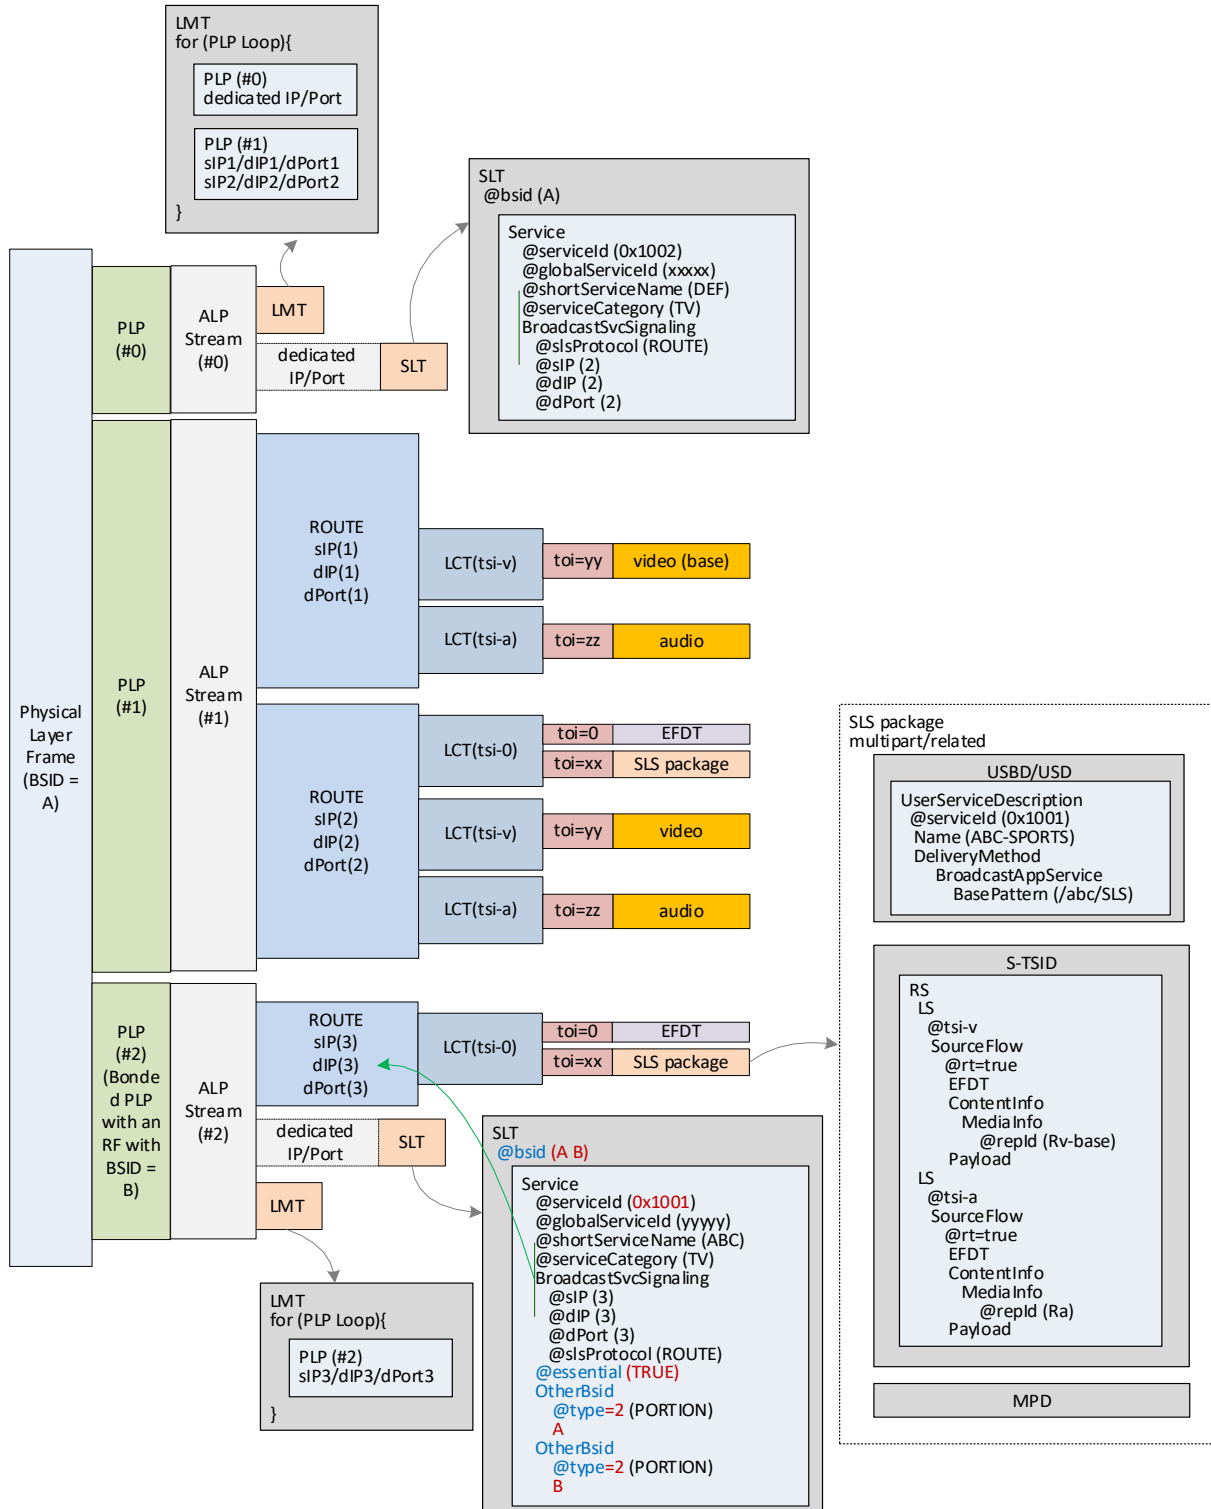 LMT
for (PLP Loop){
PLP (#0)
dedicated IP/Port
PLP (#1)
sIP1/dIP1/dPort1
sIP2/dIP2/dPort2
}
SLT
@bsid (A)
Service
@serviceId (0x1002)
@globalServiceId (xxxxx)
@shortServiceName (DEF)
@serviceCategory (TV)
BroadcastSvcSignaling
@slsProtocol (ROUTE)
@sIP (2)
@dIP (2)
@dPort (2)
Physical
Layer
Frame
(BSID =
A)
PLP
(#0)
ALP
Stream
(#0)
LMT
dedicated
IP/Port
SLT
PLP
(#1)
ALP
Stream
(#1)
ROUTE
sIP(1)
dIP(1)
dPort(1)
LCT(tsi-v)
toi=yy
video (base)
LCT(tsi-a)
toi=zz
audio
ROUTE
sIP(2)
dIP(2)
dPort(2)
LCT(tsi-0)
toi=0
EFDT
toi=xx
SLS package
LCT(tsi-v)
toi=yy
video
LCT(tsi-a)
toi=zz
audio
PLP
(#2)
(Bonde
d PLP
with an
RF with
BSID =
B)
ALP
Stream
(#2)
ROUTE
sIP(3)
dIP(3)
dPort(3)
LCT(tsi-0)
toi=0
EFDT
toi=xx
SLS package
dedicated
IP/Port
SLT
LMT
LMT
for (PLP Loop){
PLP (#2)
sIP3/dIP3/dPort3
}
SLT
@bsid (A B)
Service
@serviceId (0x1001)
@globalServiceId (yyyyy)
@shortServiceName (ABC)
@serviceCategory (TV)
BroadcastSvcSignaling
@sIP (3)
@dIP (3)
@dPort (3)
@slsProtocol (ROUTE)
@essential (TRUE)
OtherBsid
@type=2 (PORTION)
A
OtherBsid
@type=2 (PORTION)
B
SLS package
multipart/related
USBD/USD
UserServiceDescription
@serviceId (0x1001)
Name (ABC-SPORTS)
DeliveryMethod
BroadcastAppService
BasePattern (/abc/SLS)
S-TSID
RS
LS
@tsi-v
SourceFlow
@rt=true
EFDT
ContentInfo
MediaInfo
@repId (Rv-base)
Payload
LS
@tsi-a
SourceFlow
@rt=true
EFDT
ContentInfo
MediaInfo
@repId (Ra)
Payload
MPD